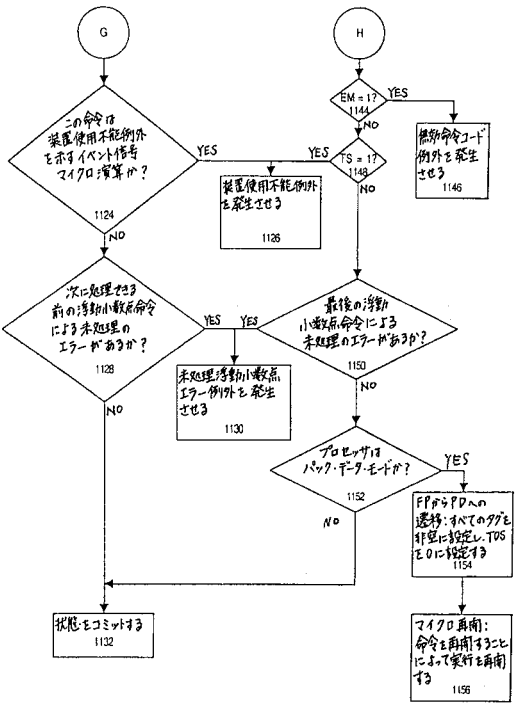 G
H
EM = 1?
1144
YES
NO
無効命令コード
例外を発生
させる
1146
この命令は
装置使用不能例外
を示すイベント信号
マイクロ演算か?
1124
YES
NO
YES
TS = 1?
1148
NO
装置使用不能例外
を発生させる
1126
次に処理できる
前の浮動小数点命令
による未処理の
エラーがあるか?
1128
YES
NO
YES
最後の浮動
小数点命令による
未処理のエラーがあるか?
1150
NO
未処理浮動小数点
エラー例外を発生
させる
1130
プロセッサは
パック・データ・モードか?
1152
YES
NO
FPからPDへの
遷移:すべてのタグを
非空に設定し、TOS
を0に設定する
1154
状態をコミットする
1132
マイクロ再開:
命令を再開すること
によって実行を再開
する
1156